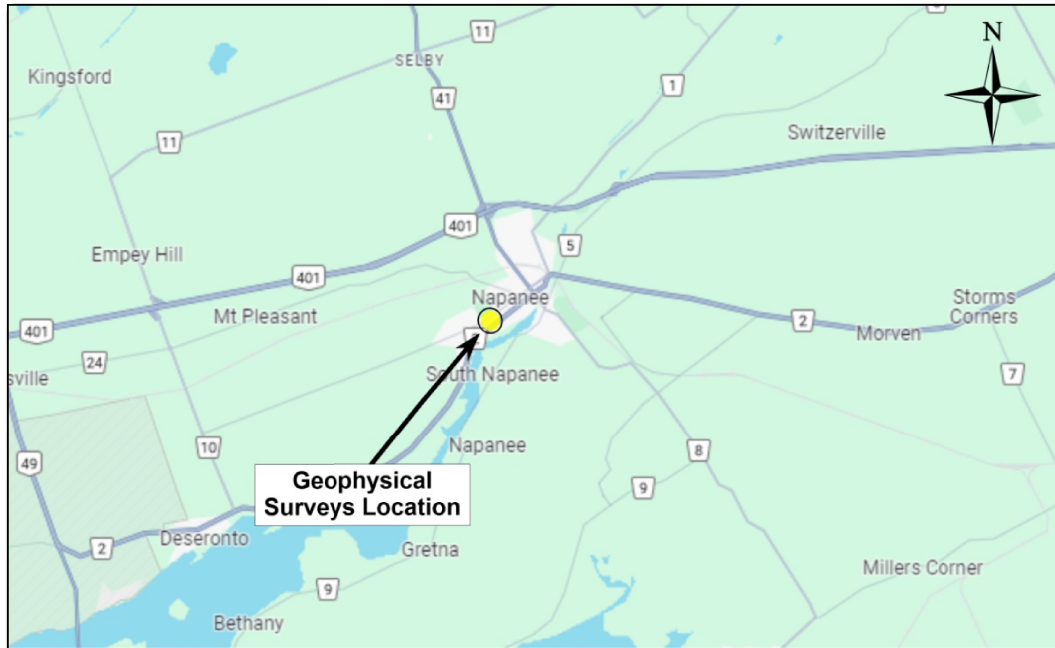 11
N
SELBY
Kingsford
1
41
Switzerville
11
401
5
Empey Hill
401
Napanee
Storms
Corners
Mt Pleasant
2
401
Morven
24
sville
South Napanee
7
Napanee
10
8
49
Geophysical
Surveys Location
9
Deseronto
2
Gretna
Millers Corner
9
Bethany